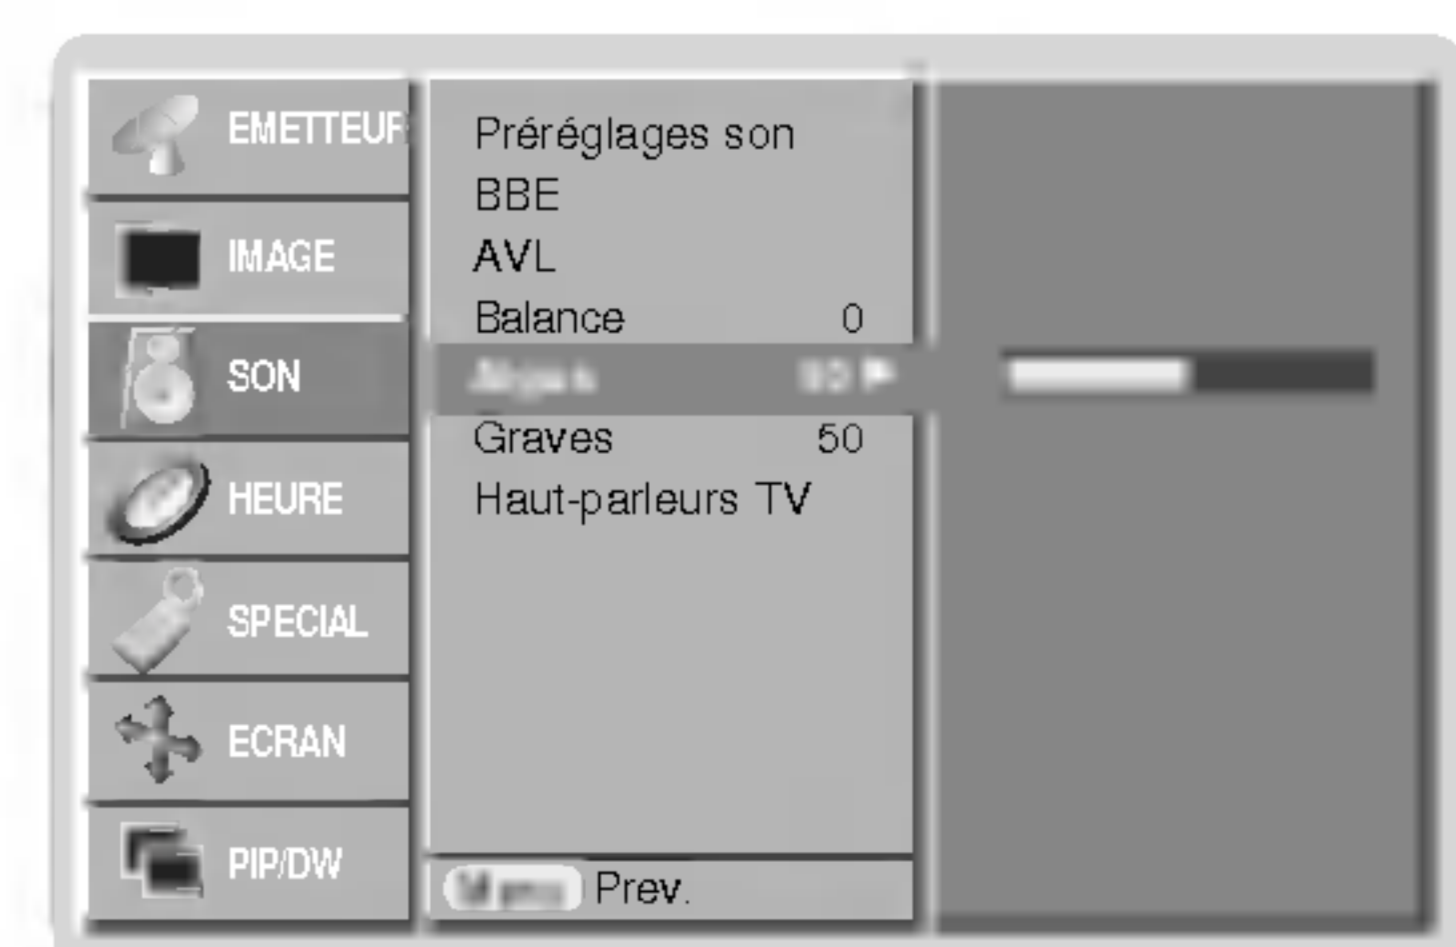 EMETTEUR
IMAGE
SON
HEURE
SPECIAL
ECRAN
PIP/DW
Préréglages son
BBE
AVL
Balance 0
Graves 50
Haut-parleurs TV
Prev.